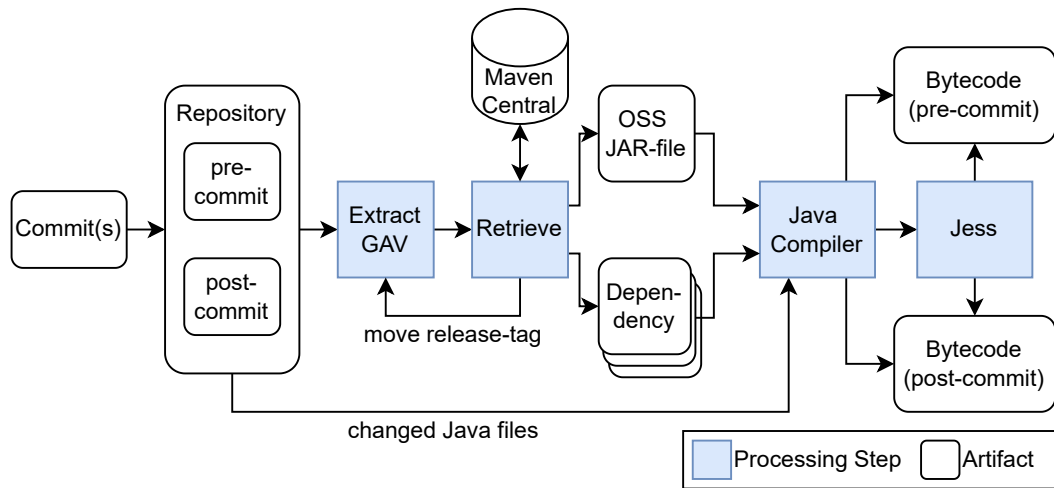 Commit(s)
Repository
pre-
commit
post-
commit
Extract
GAV
Maven
Central
Retrieve
move release-tag
OSS
JAR-file
Depen-
dency
changed Java files
Java
Compiler
Jess
Bytecode
(pre-commit)
Bytecode
(post-commit)
Processing Step
Artifact